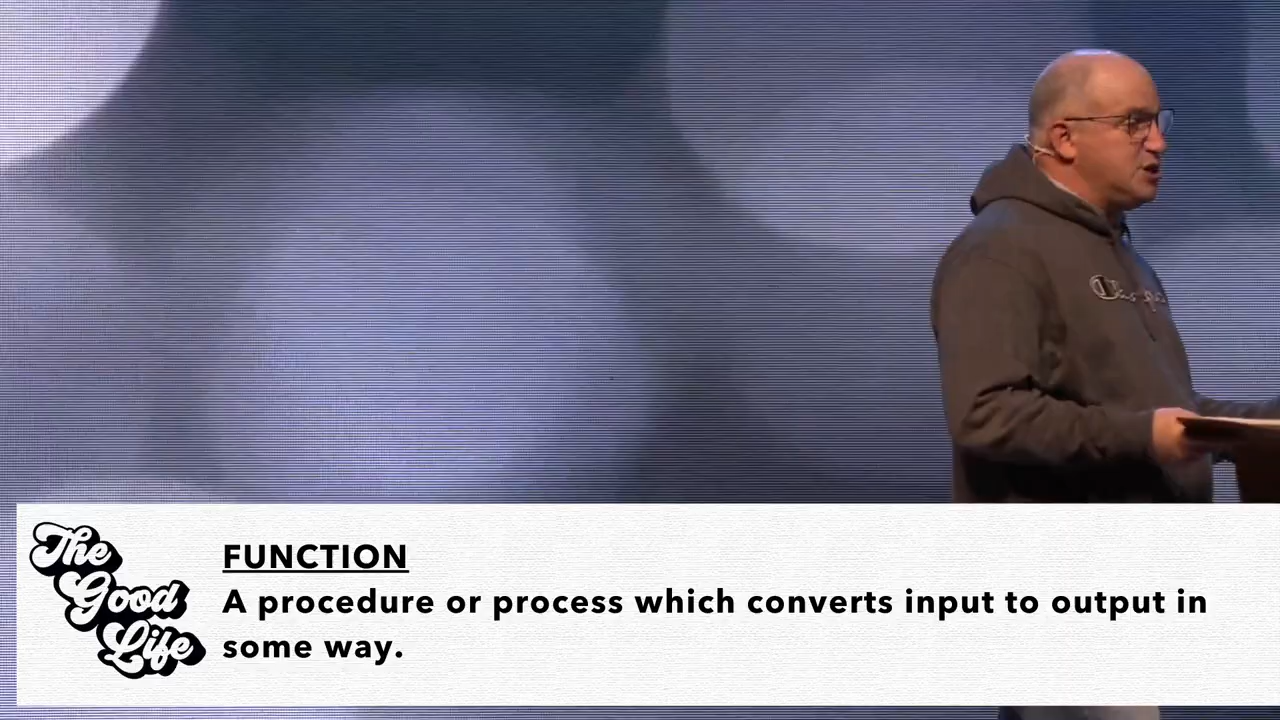 The
Good
Life
FUNCTION
A procedure or process which converts input to output in
some way.